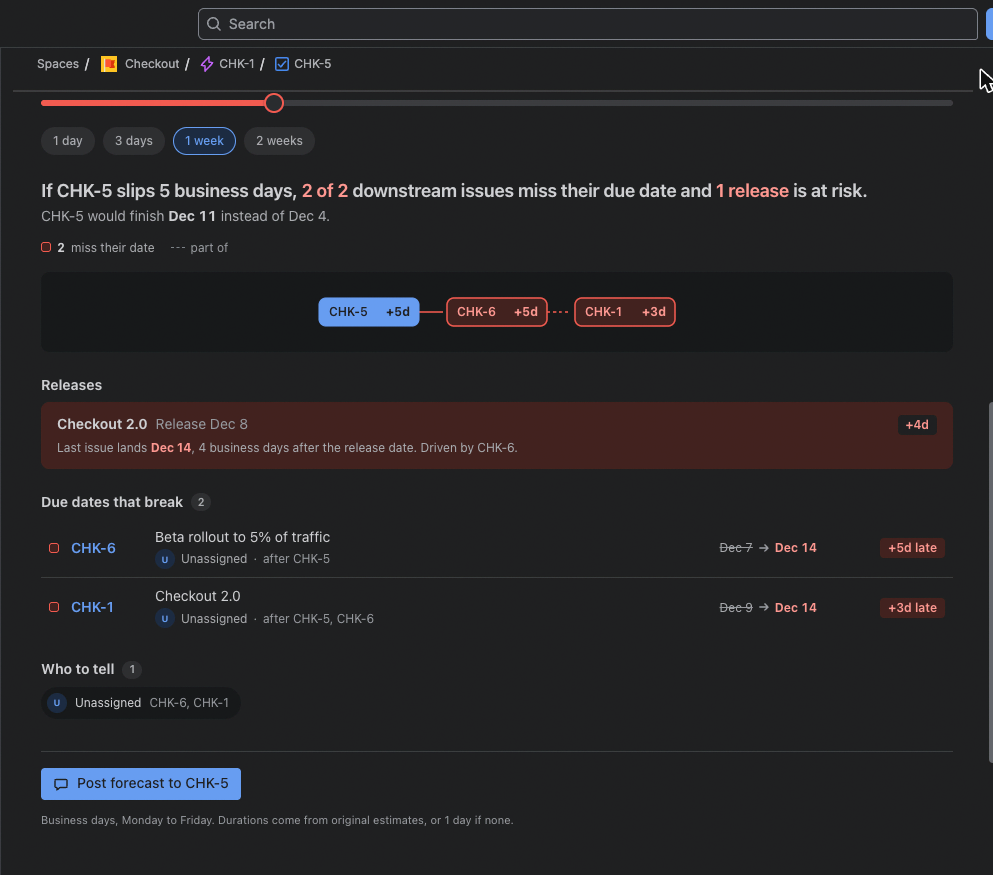 Search
Spaces / Checkout / CHK-1 / CHK-5
1 day 3 days 1 week 2 weeks
If CHK-5 slips 5 business days, 2 of 2 downstream issues miss their due date and 1 release is at risk.
CHK-5 would finish Dec 11 instead of Dec 4.
2 miss their date --- part of
CHK-5 +5d CHK-6 +5d CHK-1 +3d
Releases
Checkout 2.0 Release Dec 8 +4d
Last issue lands Dec 14, 4 business days after the release date. Driven by CHK-6.
Due dates that break 2
Beta rollout to 5% of traffic
CHK-6 Dec 7 → Dec 14 +5d late
U Unassigned · after CHK-5
Checkout 2.0
CHK-1 Dec 9 → Dec 14 +3d late
U Unassigned · after CHK-5, CHK-6
Who to tell 1
U Unassigned CHK-6, CHK-1
Post forecast to CHK-5
Business days, Monday to Friday. Durations come from original estimates, or 1 day if none.